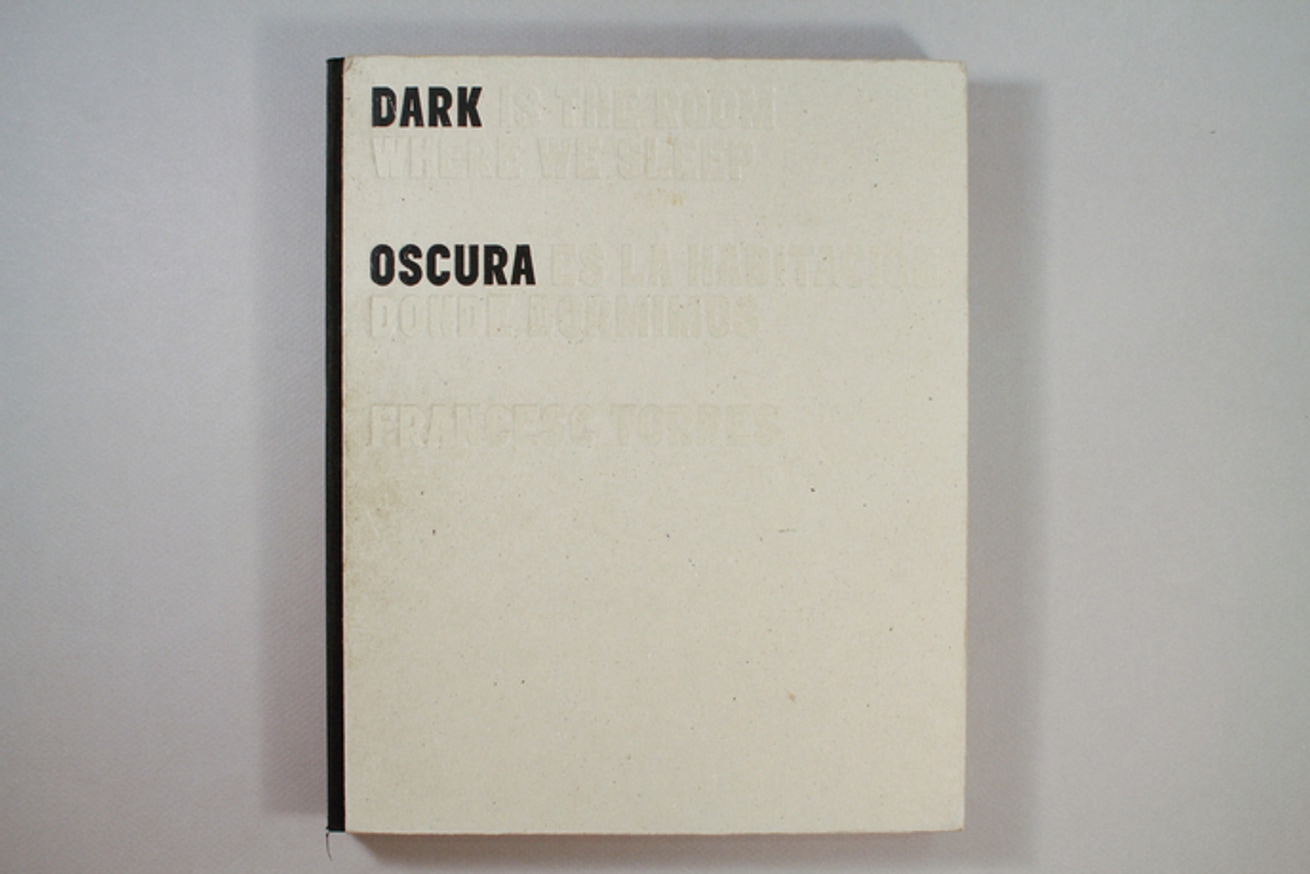 DARK IS THE ROOM
WHERE WE SLEEP
OSCURA ES LA HABITACIÓN
DONDE DORMIMOS
FRANCESC TORRES